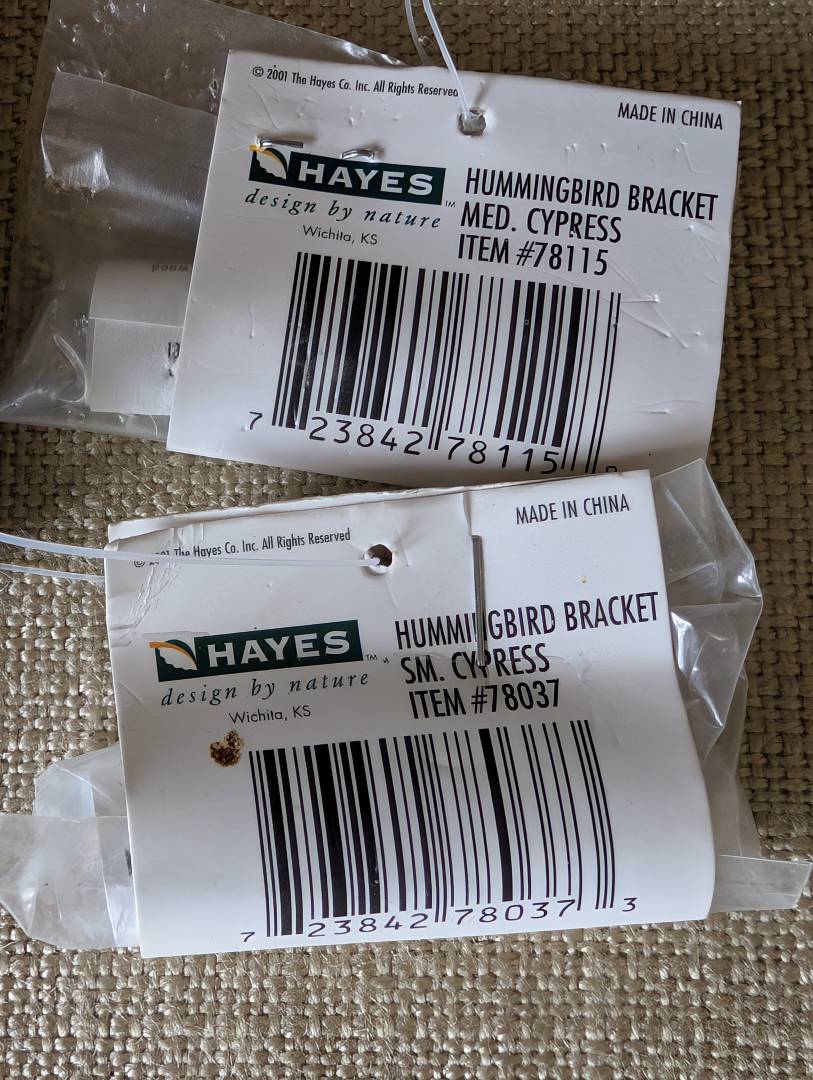 © 2001 The Hayes Co. Inc. All Rights Reserved
MADE IN CHINA
HAYES™
design by nature
Wichita, KS
HUMMINGBIRD BRACKET
MED. CYPRESS
ITEM #78115
7 23842 78115
The Hayes Co. Inc. All Rights Reserved
MADE IN CHINA
HAYES™
design by nature
Wichita, KS
HUMMINGBIRD BRACKET
SM. CYPRESS
ITEM #78037
7 23842 78037 3